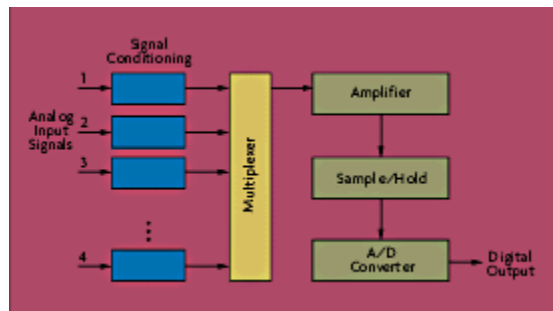 Signal
Conditioning
1
Analog
Input
Signals
2
3
...
4
Multiplexer
Amplifier
Sample/Hold
A/D
Converter
Digital
Output